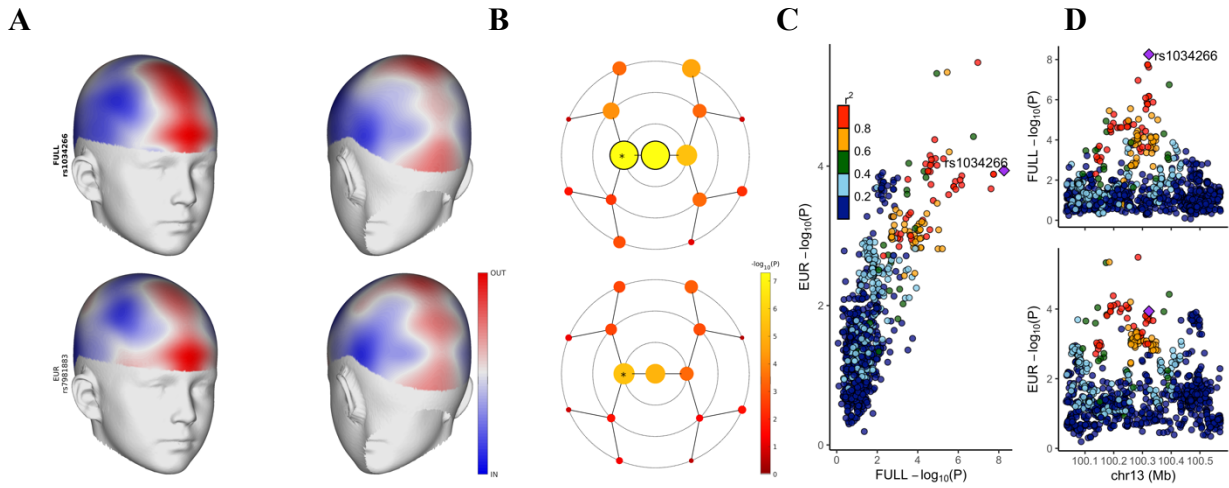 A
B
C
D
FULL
rs1034266
EUR
rs7981883
OUT
IN
*
*
-log10(P)
7
6
5
4
3
2
1
0
r2
0.8
0.6
0.4
0.2
rs1034266
EUR −log10(P)
4
2
0
0
2
4
6
8
FULL −log10(P)
rs1034266
FULL −log10(P)
8
6
4
2
0
EUR −log10(P)
4
2
0
100.1
100.2
100.3
100.4
100.5
chr13 (Mb)